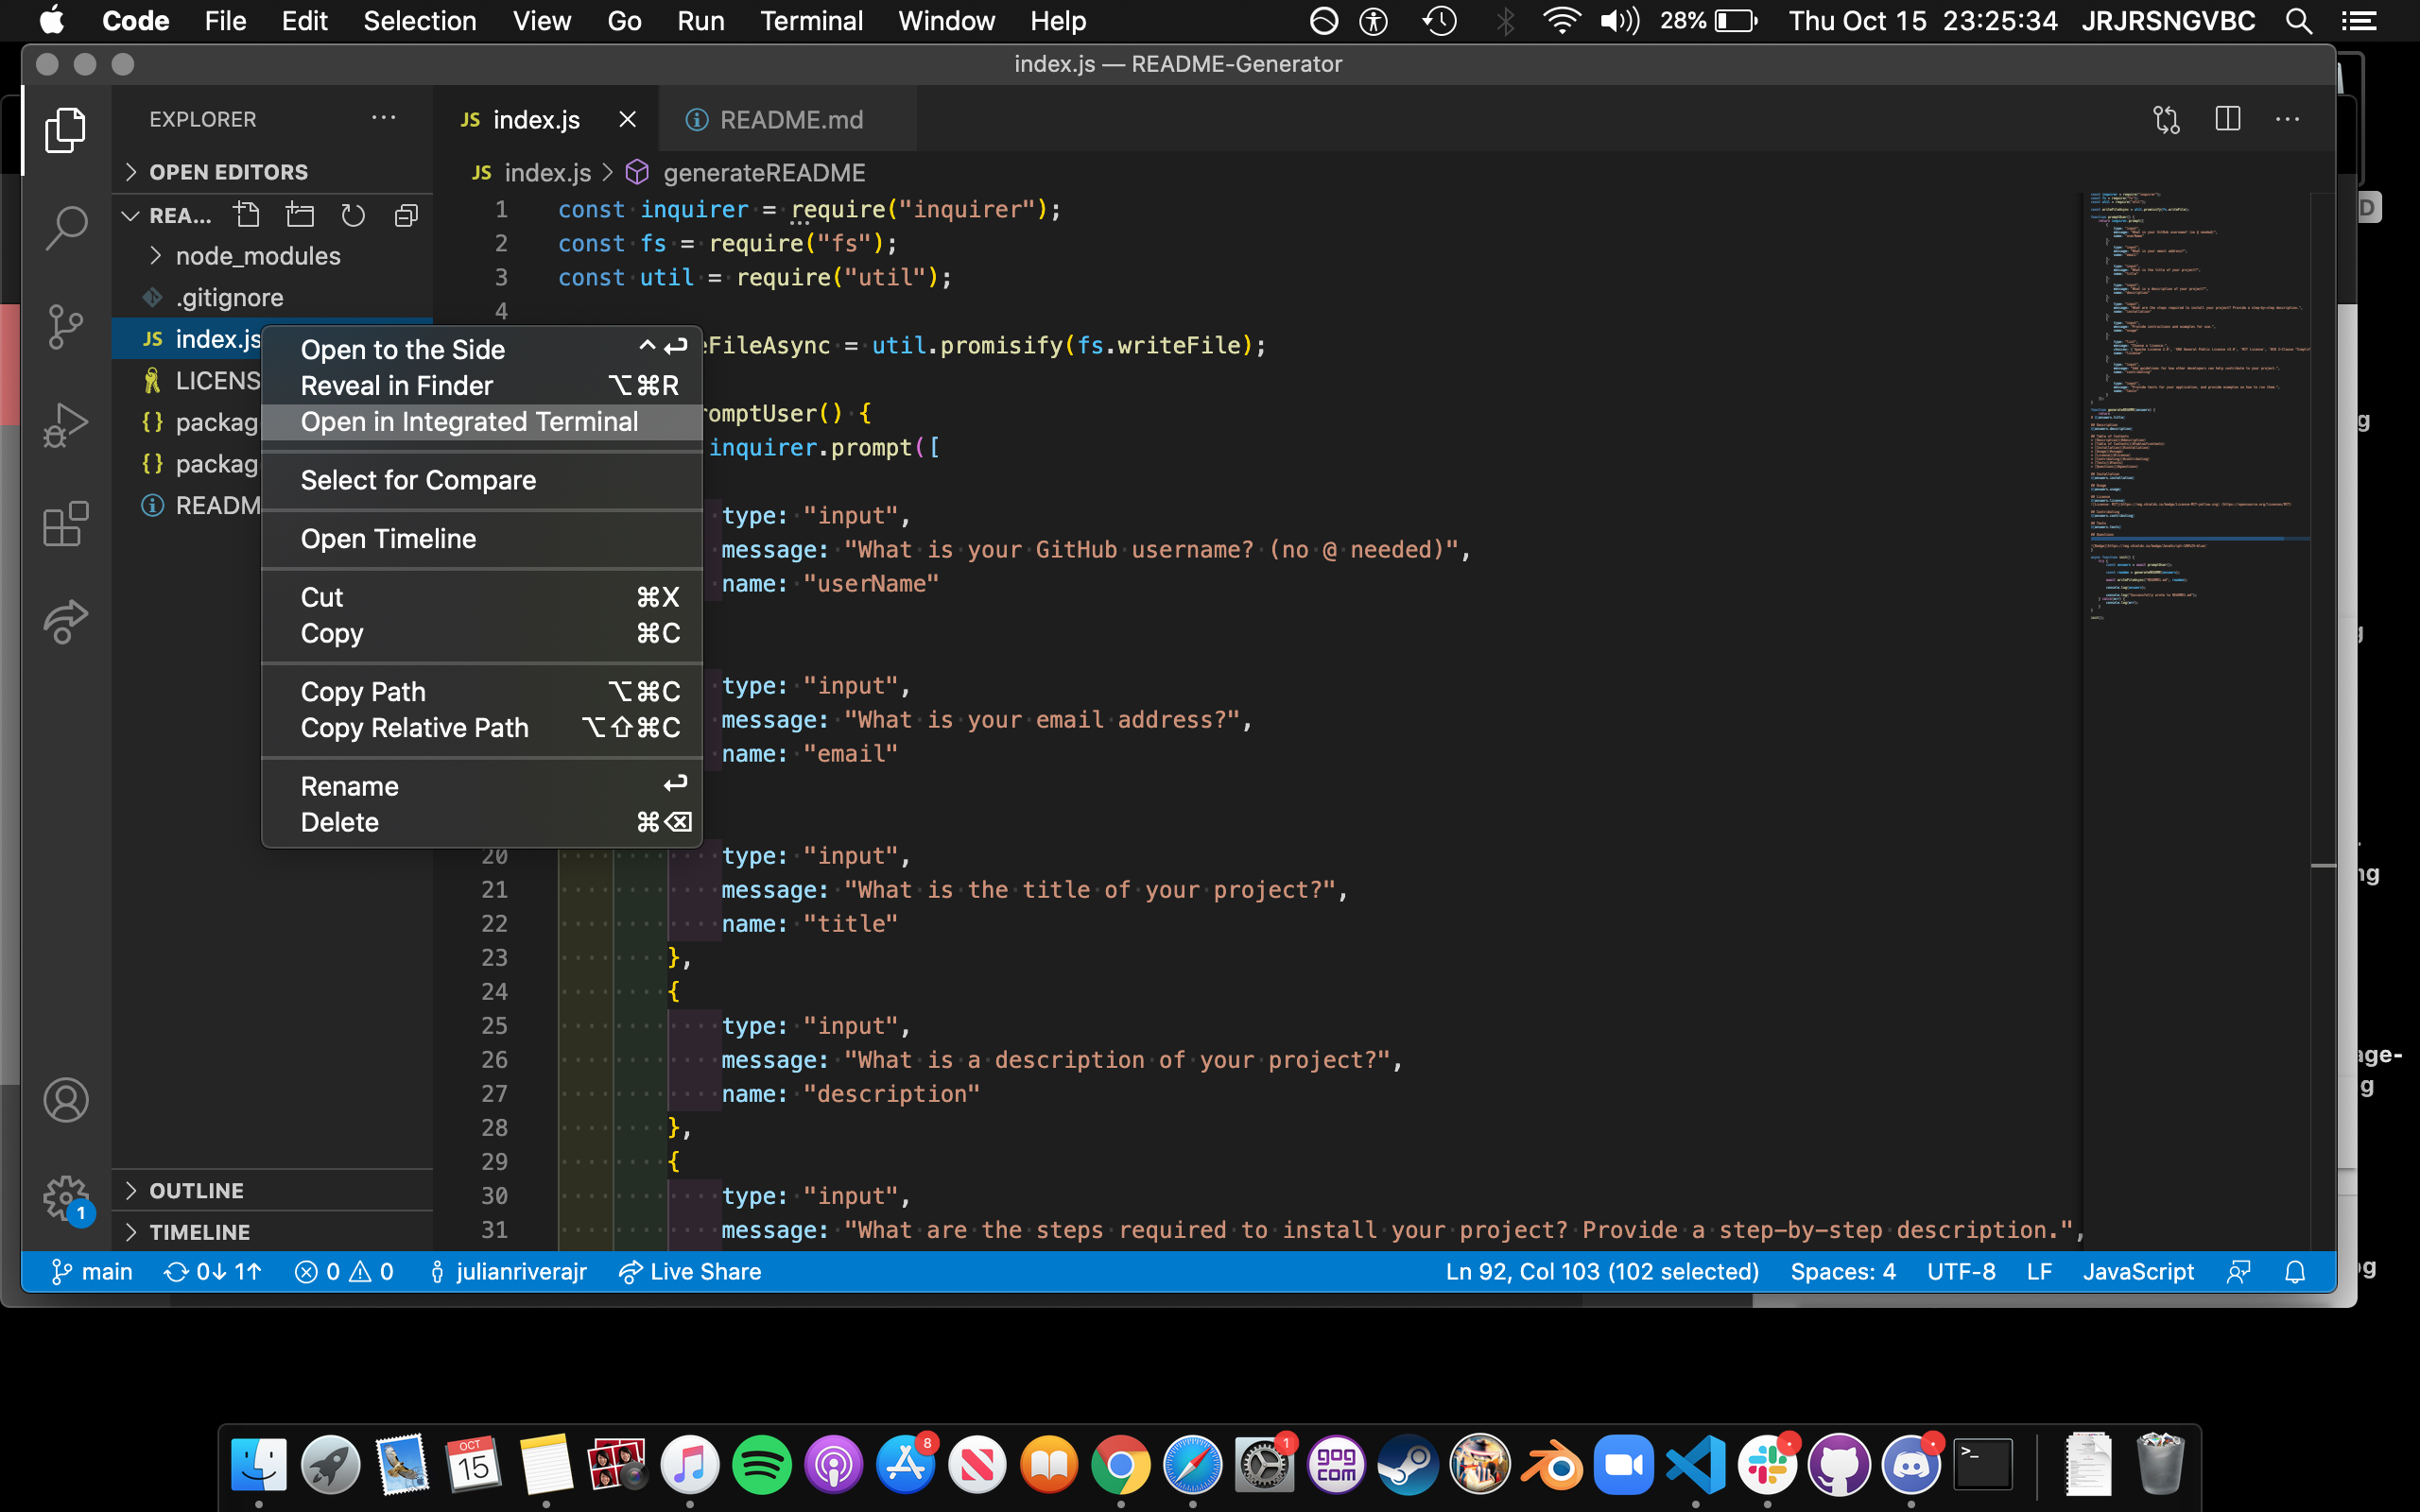 Code File Edit Selection View Go Run Terminal Window Help 28% Thu Oct 15 23:25:34 JRJRSNGVBC
index.js — README-Generator
EXPLORER ···
JS index.js
README.md
JS index.js > generateREADME
OPEN EDITORS
REA...
node_modules
.gitignore
JS index.js
LICENS
{} packag
{} packag
READM
Open to the Side ^↩
Reveal in Finder ⌥⌘R
Open in Integrated Terminal
Select for Compare
Open Timeline
Cut ⌘X
Copy ⌘C
Copy Path ⌥⌘C
Copy Relative Path ⌥⇧⌘C
Rename ↩
Delete ⌘⌫
1 const inquirer = require("inquirer");
2 const fs = require("fs");
3 const util = require("util");
4
eFileAsync = util.promisify(fs.writeFile);
omptUser() {
inquirer.prompt([
type: "input",
message: "What is your GitHub username? (no @ needed)",
name: "userName"
type: "input",
message: "What is your email address?",
name: "email"
20 type: "input",
21 message: "What is the title of your project?",
22 name: "title"
23 },
24 {
25 type: "input",
26 message: "What is a description of your project?",
27 name: "description"
28 },
29 {
30 type: "input",
31 message: "What are the steps required to install your project? Provide a step-by-step description.",
OUTLINE
TIMELINE
1
main 0↓ 1↑ 0 0 julianriverajr Live Share Ln 92, Col 103 (102 selected) Spaces: 4 UTF-8 LF JavaScript
D
g
ng
age-
g
og
OCT
15
8
1
GOG
COM
>_